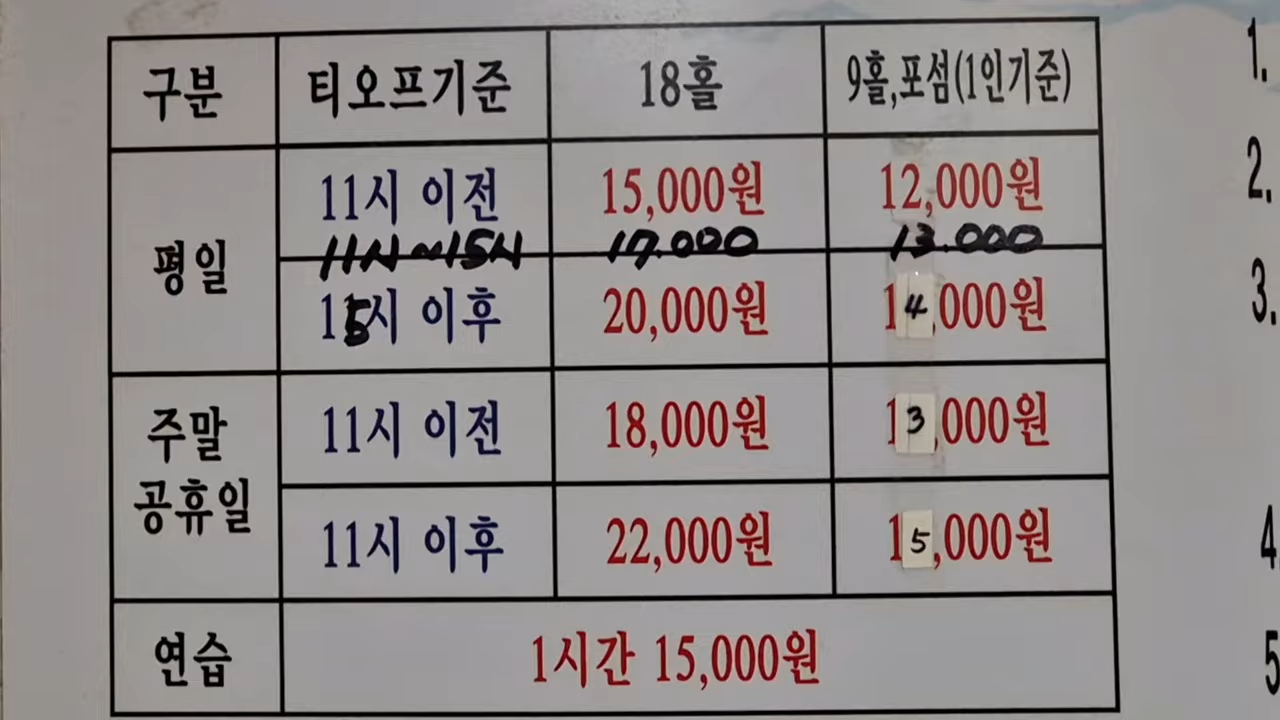 구분 티오프기준 18홀 9홀,포섬(1인기준)
평일
11시 이전 15,000원 12,000원
11시~15시 17.000 13.000
15시 이후 20,000원 14,000원
주말
공휴일
11시 이전 18,000원 13,000원
11시 이후 22,000원 15,000원
연습 1시간 15,000원
1.
2.
3.
4.
5